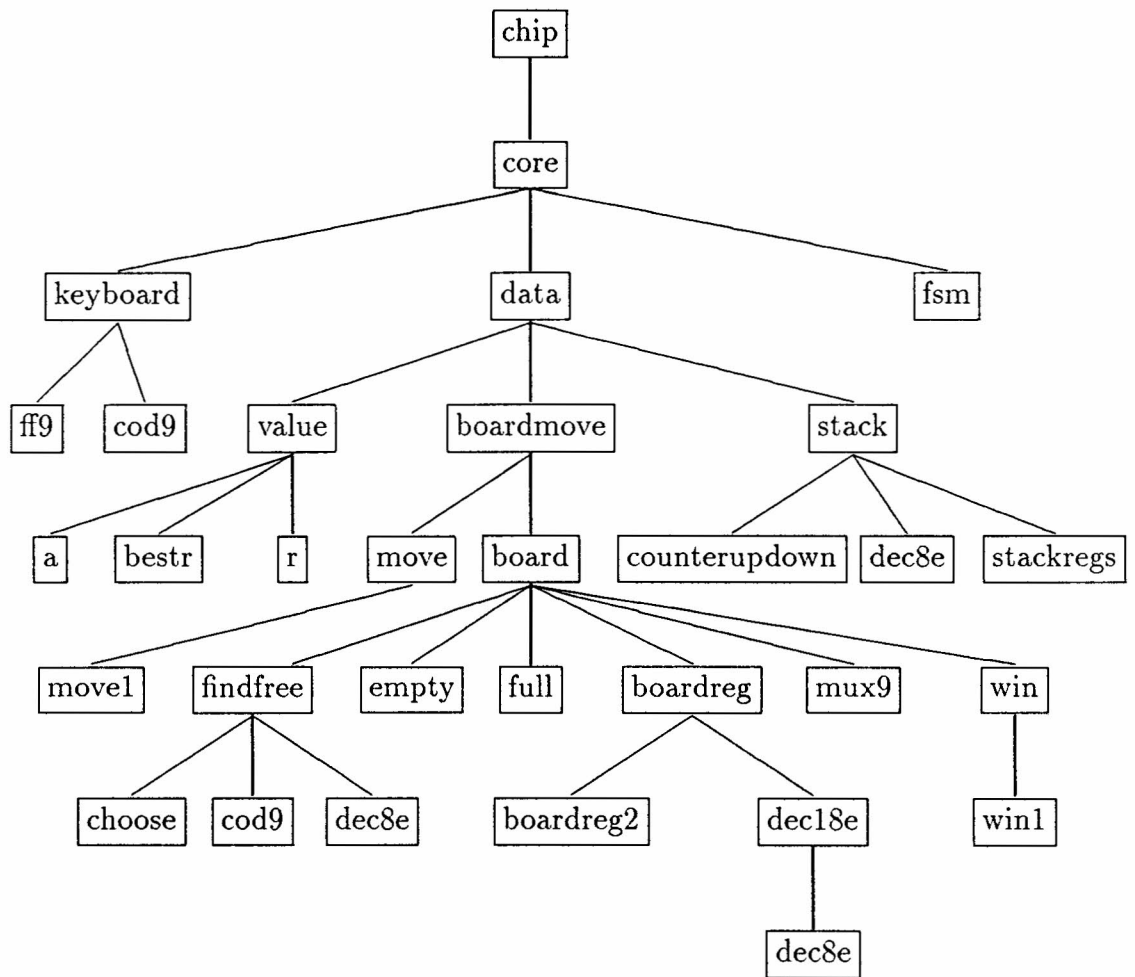 chip
core
keyboard data fsm
ff9 cod9 value boardmove stack
a bestr r move board counterupdown dec8e stackregs
move1 findfree empty full boardreg mux9 win
choose cod9 dec8e boardreg2 dec18e win1
dec8e